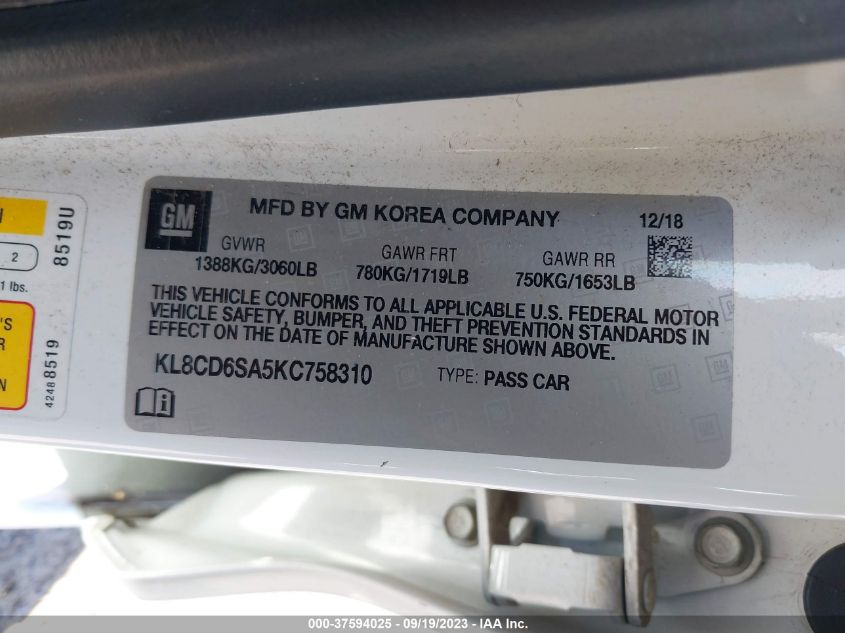 GM
MFD BY GM KOREA COMPANY
12/18
GVWR
1388KG/3060LB
GAWR FRT
780KG/1719LB
GAWR RR
750KG/1653LB
THIS VEHICLE CONFORMS TO ALL APPLICABLE U.S. FEDERAL MOTOR
VEHICLE SAFETY, BUMPER, AND THEFT PREVENTION STANDARDS IN
EFFECT ON THE DATE OF MANUFACTURE SHOWN ABOVE.
KL8CD6SA5KC758310
TYPE: PASS CAR
8519U
2
1 lbs.
'S
R
N
42488519
000-37594025 - 09/19/2023 - IAA Inc.